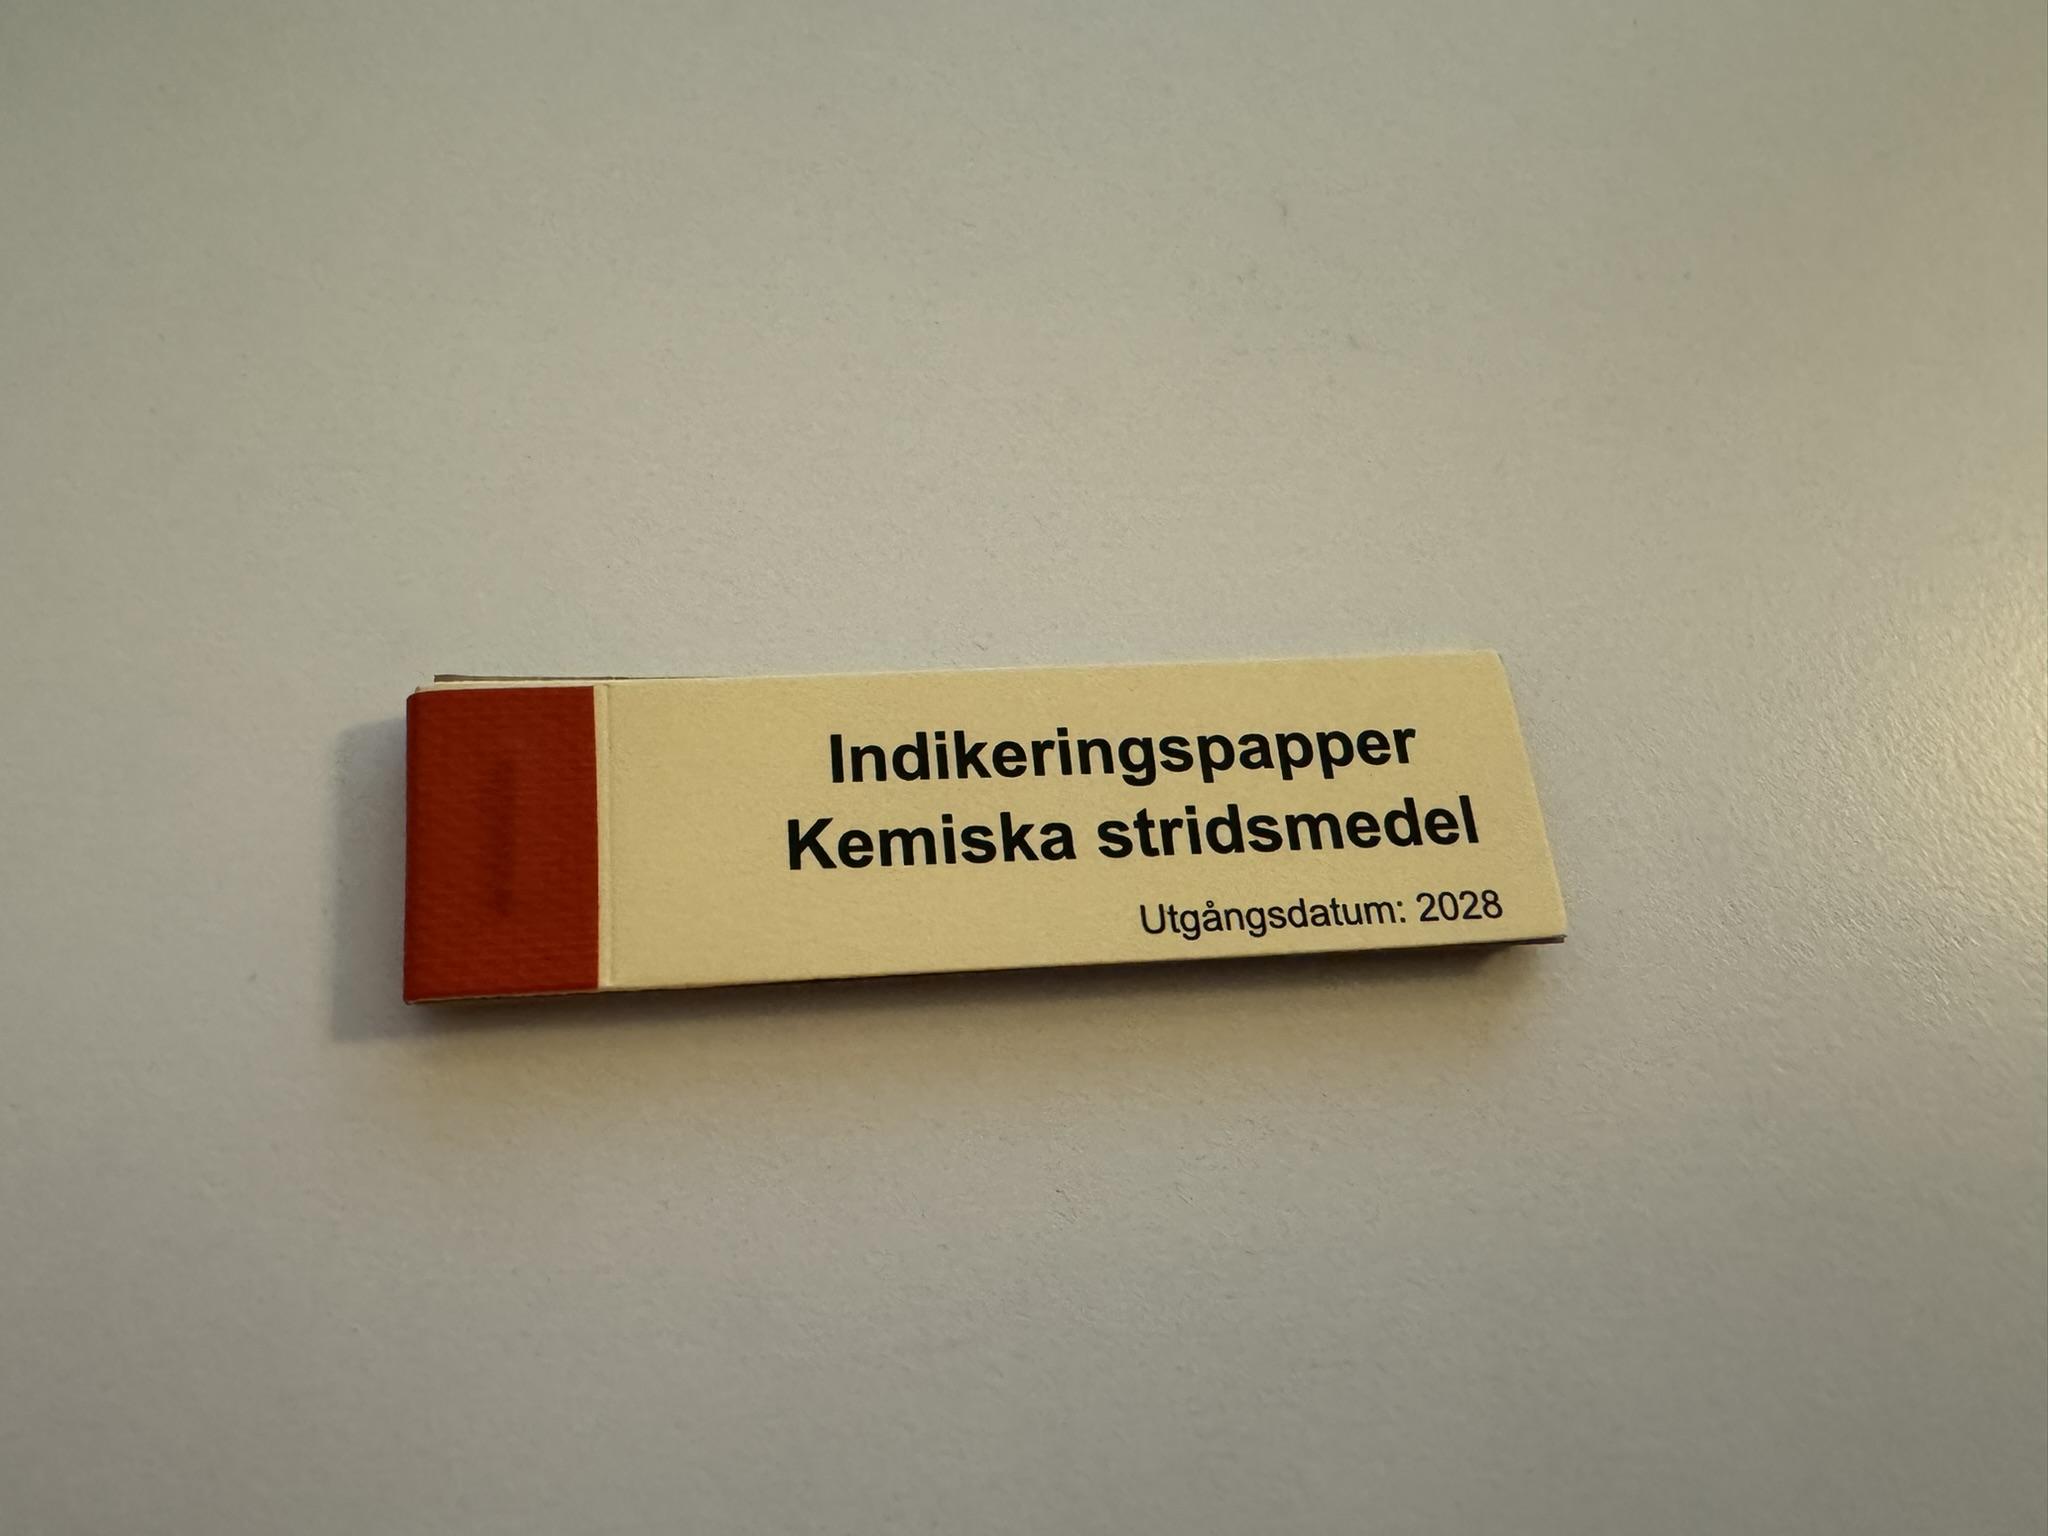 Indikeringspapper
Kemiska stridsmedel
Utgångsdatum: 2028